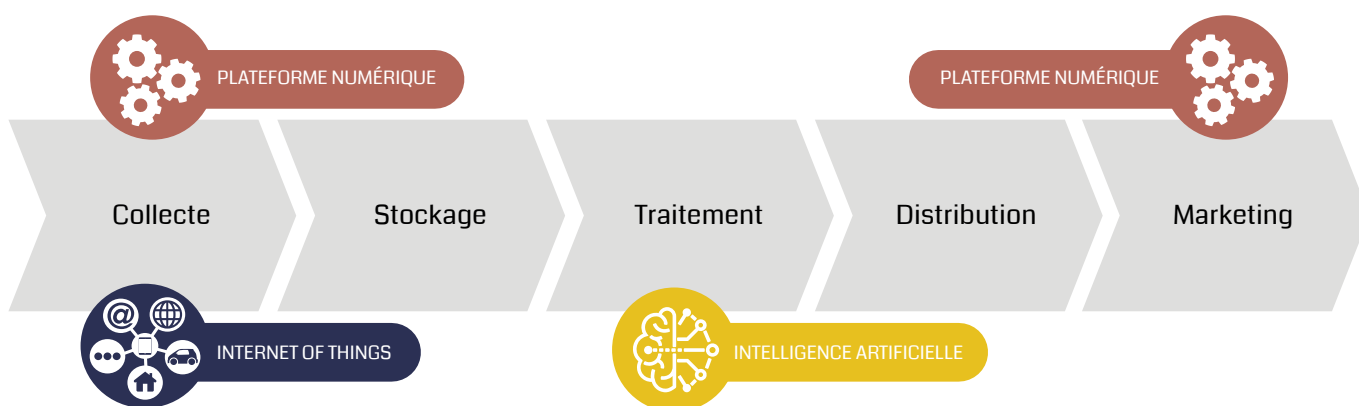 PLATEFORME NUMÉRIQUE
PLATEFORME NUMÉRIQUE
Collecte
Stockage
Traitement
Distribution
Marketing
@
INTERNET OF THINGS
INTELLIGENCE ARTIFICIELLE